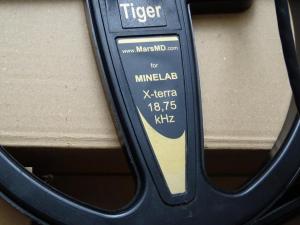 Tiger
www.MarsMD.com
for
MINELAB
X-terra
18,75
kHz